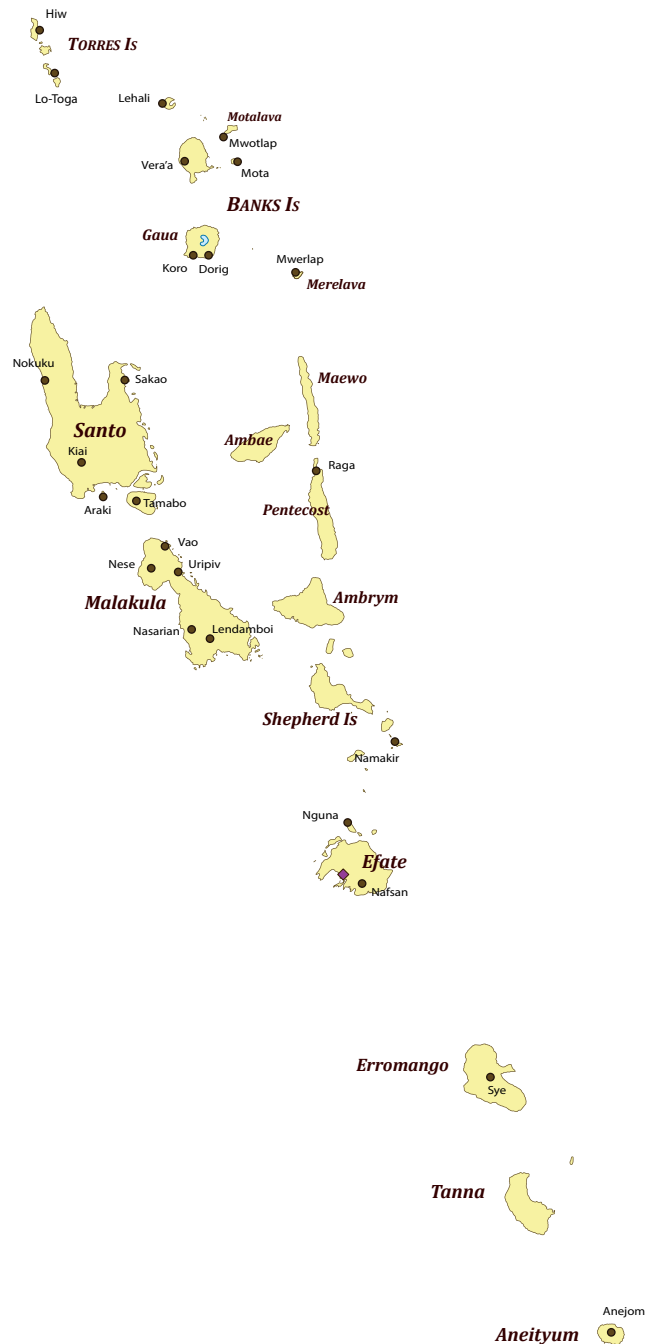 Hiw
TORRES IS
Lo-Toga
Lehali
Motalava
Mwotlap
Vera'a
Mota
BANKS IS
Gaua
Koro
Dorig
Mwerlap
Merelava
Nokuku
Sakao
Maewo
Santo
Ambae
Kiai
Raga
Araki
Tamabo
Pentecost
Vao
Nese
Uripiv
Malakula
Ambrym
Nasarian
Lendamboi
Shepherd Is
Namakir
Nguna
Efate
Nafsan
Erromango
Sye
Tanna
Anejom
Aneityum